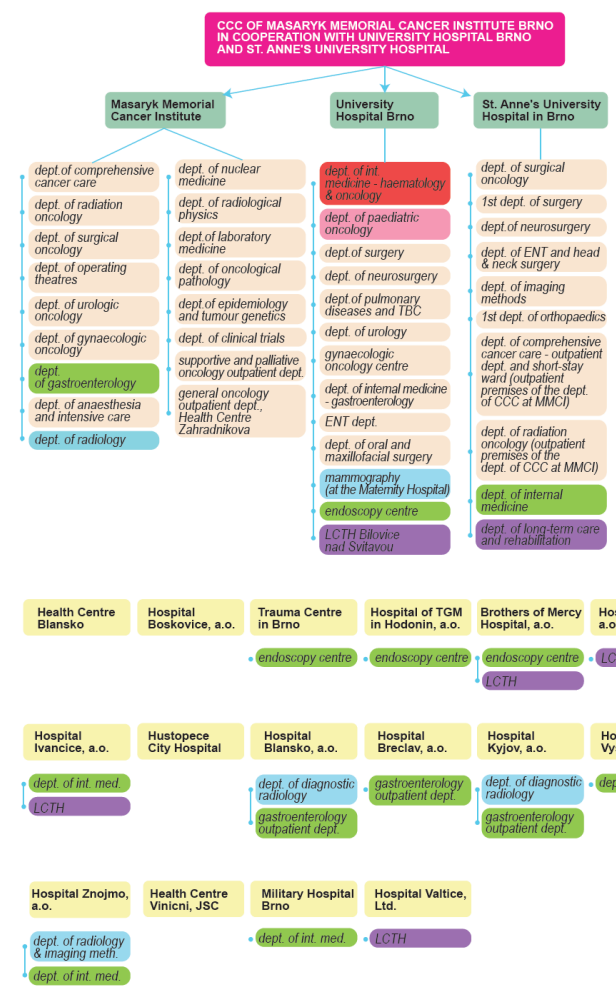 CCC OF MASARYK MEMORIAL CANCER INSTITUTE BRNO
IN COOPERATION WITH UNIVERSITY HOSPITAL BRNO
AND ST. ANNE'S UNIVERSITY HOSPITAL
Masaryk Memorial
Cancer Institute
University
Hospital Brno
St. Anne's University
Hospital in Brno
dept.of comprehensive
cancer care
dept. of radiation
oncology
dept. of surgical
oncology
dept. of operating
theatres
dept. of urologic
oncology
dept. of gynaecologic
oncology
dept.
of gastroenterology
dept. of anaesthesia
and intensive care
dept. of radiology
dept. of nuclear
medicine
dept. of radiological
physics
dept.of laboratory
medicine
dept. of oncological
pathology
dept of epidemiology
and tumour genetics
dept. of clinical trials
supportive and palliative
oncology outpatient dept.
general oncology
outpatient dept.,
Health Centre
Zahradnikova
dept. of int.
medicine - haematology
& oncology
dept. of paediatric
oncology
dept.of surgery
dept. of neurosurgery
dept.of pulmonary
diseases and TBC
dept. of urology
gynaecologic
oncology centre
dept. of internal medicine
- gastroenterology
ENT dept.
dept. of oral and
maxillofacial surgery
mammography
(at the Maternity Hospital)
endoscopy centre
LCTH Bilovice
nad Svitavou
dept. of surgical
oncology
1st dept. of surgery
dept.of neurosurgery
dept. of ENT and head
& neck surgery
dept. of imaging
methods
1st dept. of orthopaedics
dept. of comprehensive
cancer care - outpatient
dept. and short-stay
ward (outpatient
premises of the dept.
of CCC at MMCI)
dept. of radiation
oncology (outpatient
premises of the
dept. of CCC at MMCI)
dept. of internal
medicine
dept. of long-term care
and rehabilitation
Health Centre
Blansko
Hospital
Boskovice, a.o.
Trauma Centre
in Brno
endoscopy centre
Hospital of TGM
in Hodonin, a.o.
endoscopy centre
Brothers of Mercy
Hospital, a.o.
endoscopy centre
LCTH
Hos
a.o
LC
Hospital
Ivancice, a.o.
dept. of int. med.
LCTH
Hustopece
City Hospital
Hospital
Blansko, a.o.
dept. of diagnostic
radiology
gastroenterology
outpatient dept.
Hospital
Breclav, a.o.
gastroenterology
outpatient dept.
Hospital
Kyjov, a.o.
dept. of diagnostic
radiology
gastroenterology
outpatient dept.
Ho
Vys
dep
Hospital Znojmo,
a.o.
dept. of radiology
& imaging meth.
dept. of int. med.
Health Centre
Vinicni, JSC
Military Hospital
Brno
dept. of int. med.
Hospital Valtice,
Ltd.
LCTH